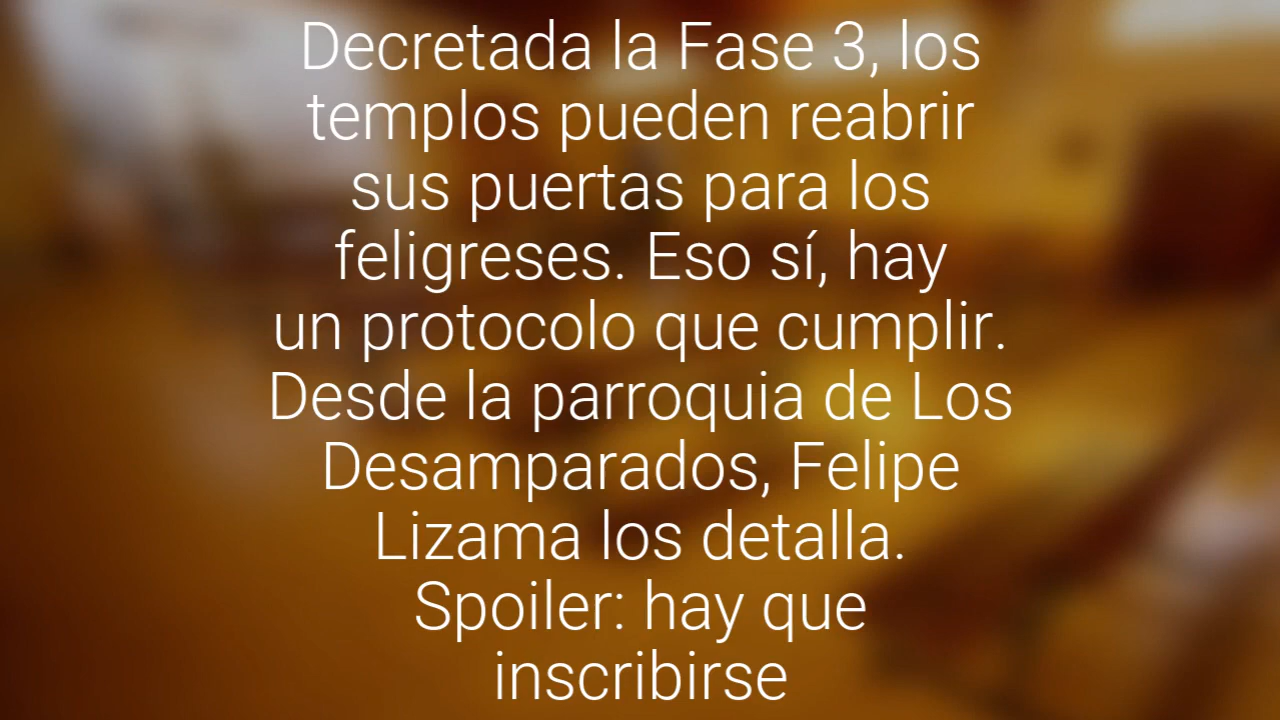 Decretada la Fase 3, los
templos pueden reabrir
sus puertas para los
feligreses. Eso sí, hay
un protocolo que cumplir.
Desde la parroquia de Los
Desamparados, Felipe
Lizama los detalla.
Spoiler: hay que
inscribirse